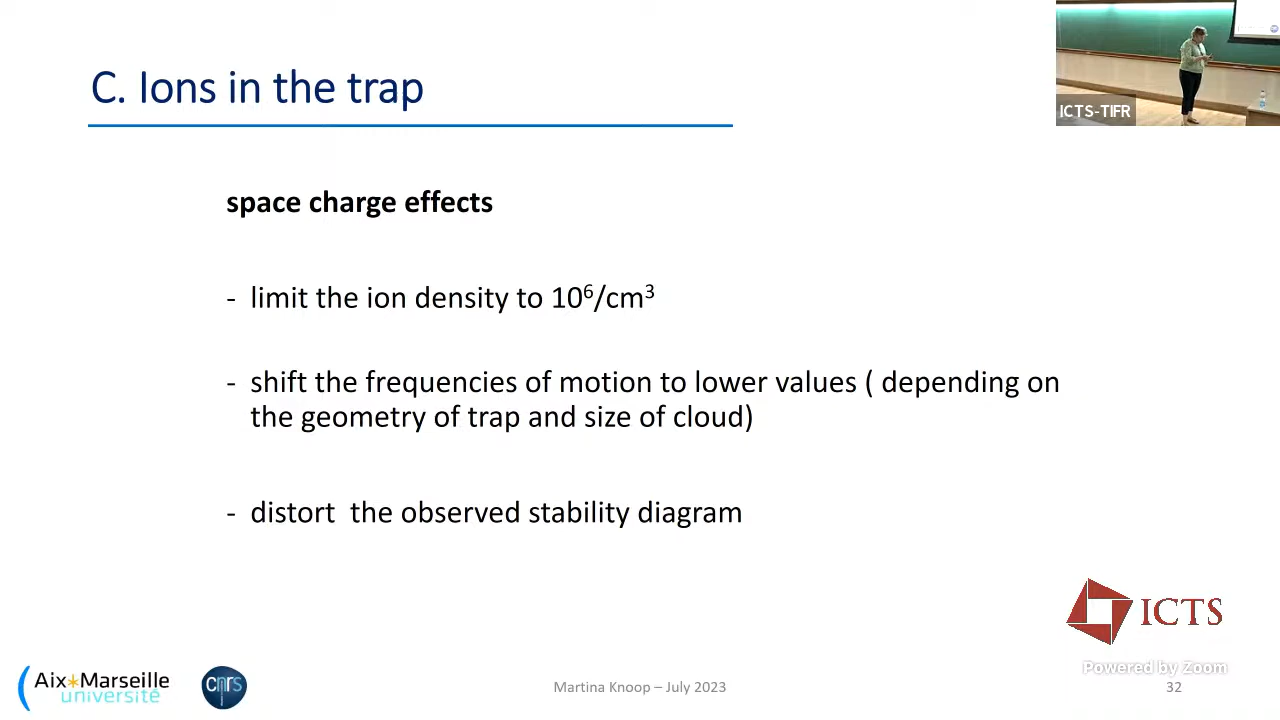 C. Ions in the trap
ICTS-TIFR
space charge effects
- limit the ion density to 10⁶/cm³
- shift the frequencies of motion to lower values ( depending on
the geometry of trap and size of cloud)
- distort the observed stability diagram
ICTS
Powered by Zoom
Aix✶Marseille
université
cnrs
Martina Knoop – July 2023
32